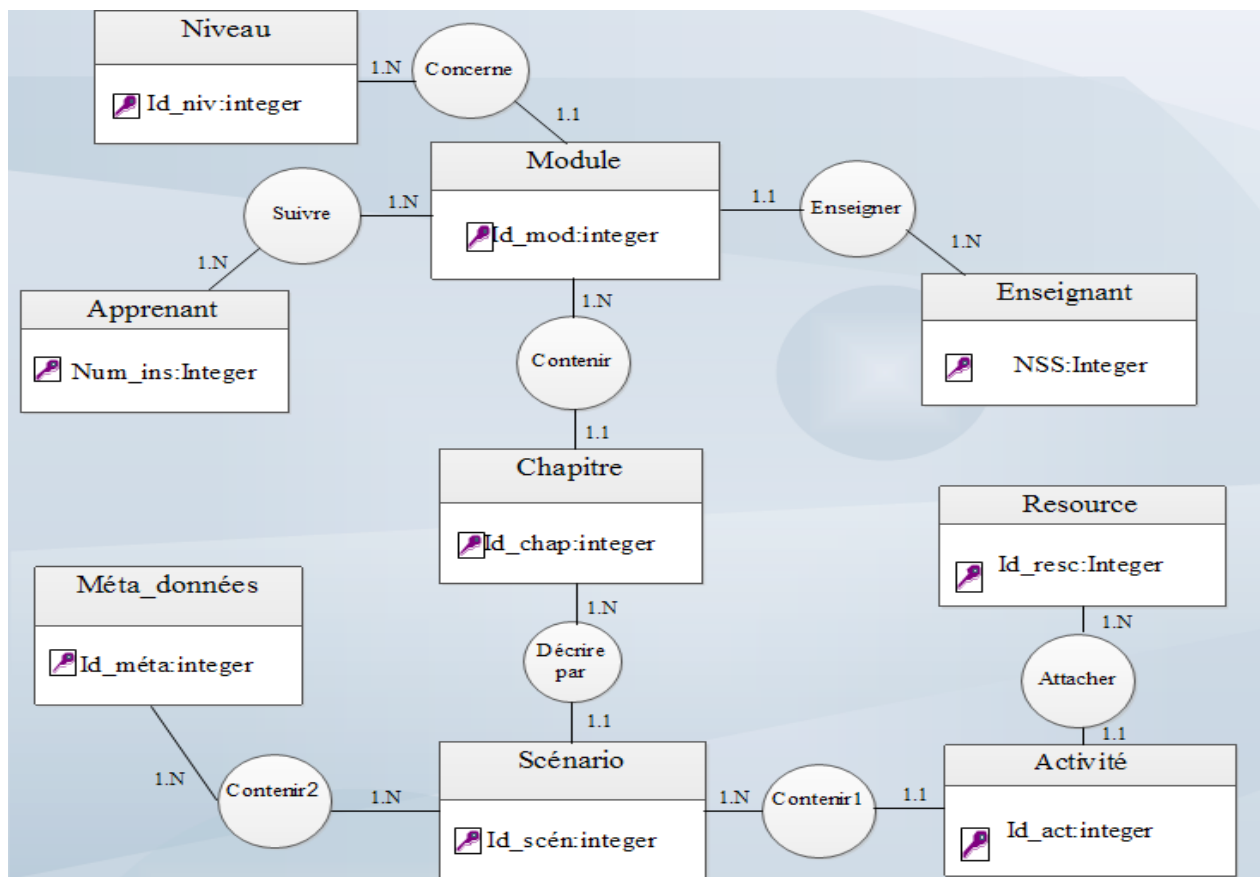 Niveau
Id_niv:integer
1.N
Concerne
1.1
Module
Id_mod:integer
Suivre
1.N
1.N
Apprenant
Num_ins:Integer
1.1
Enseigner
1.N
Enseignant
NSS:Integer
1.N
Contenir
1.1
Chapitre
Id_chap:integer
Resource
Id_resc:Integer
1.N
Attacher
1.1
Méta_données
Id_méta:integer
1.N
Décrire
par
1.1
Scénario
Id_scén:integer
1.N
Contenir2
1.N
1.N
Contenir1
1.1
Activité
Id_act:integer